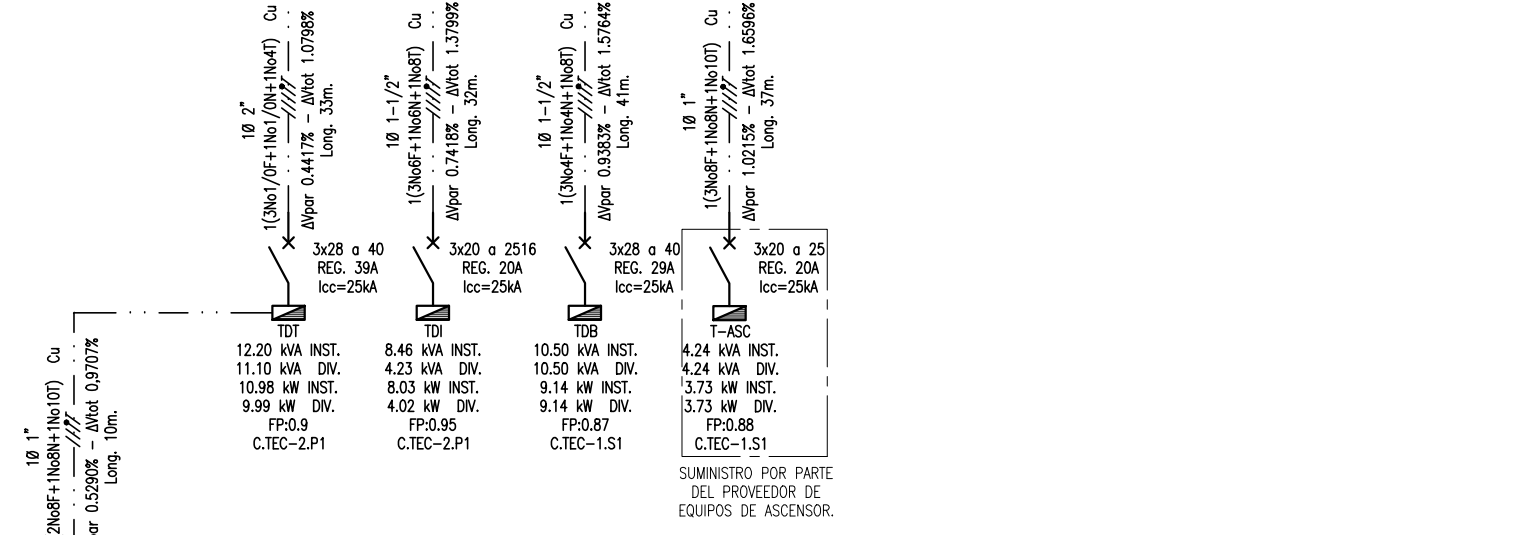 10 2"
1(3No1/0F+1No1/0N+1No4T) Cu
ΔVpar 0.4417% - ΔVtot 1.0798%
Long. 33m.
3x28 a 40
REG. 39A
Icc=25kA
TDT
12.20 kVA INST.
11.10 kVA DIV.
10.98 kW INST.
9.99 kW DIV.
FP:0.9
C.TEC-2.P1
1Ø 1-1/2"
1(3No6F+1No6N+1No8T) Cu
ΔVpar 0.7418% - ΔVtot 1.3799%
Long. 32m.
3x20 a 2516
REG. 20A
Icc=25kA
TDI
8.46 kVA INST.
4.23 kVA DIV.
8.03 kW INST.
4.02 kW DIV.
FP:0.95
C.TEC-2.P1
1Ø 1-1/2"
1(3No4F+1No4N+1No8T) Cu
ΔVpar 0.9383% - ΔVtot 1.5764%
Long. 41m.
3x28 a 40
REG. 29A
Icc=25kA
TDB
10.50 kVA INST.
10.50 kVA DIV.
9.14 kW INST.
9.14 kW DIV.
FP:0.87
C.TEC-1.S1
1Ø 1"
1(3No8F+1No8N+1No10T) Cu
ΔVpar 1.0215% - ΔVtot 1.6596%
Long. 37m.
3x20 a 25
REG. 20A
Icc=25kA
T-ASC
4.24 kVA INST.
4.24 kVA DIV.
3.73 kW INST.
3.73 kW DIV.
FP:0.88
C.TEC-1.S1
SUMINISTRO POR PARTE
DEL PROVEEDOR DE
EQUIPOS DE ASCENSOR.
1Ø 1"
2No8F+1No8N+1No10T) Cu
par 0.5290% - ΔVtot 0,9707%
Long. 10m.